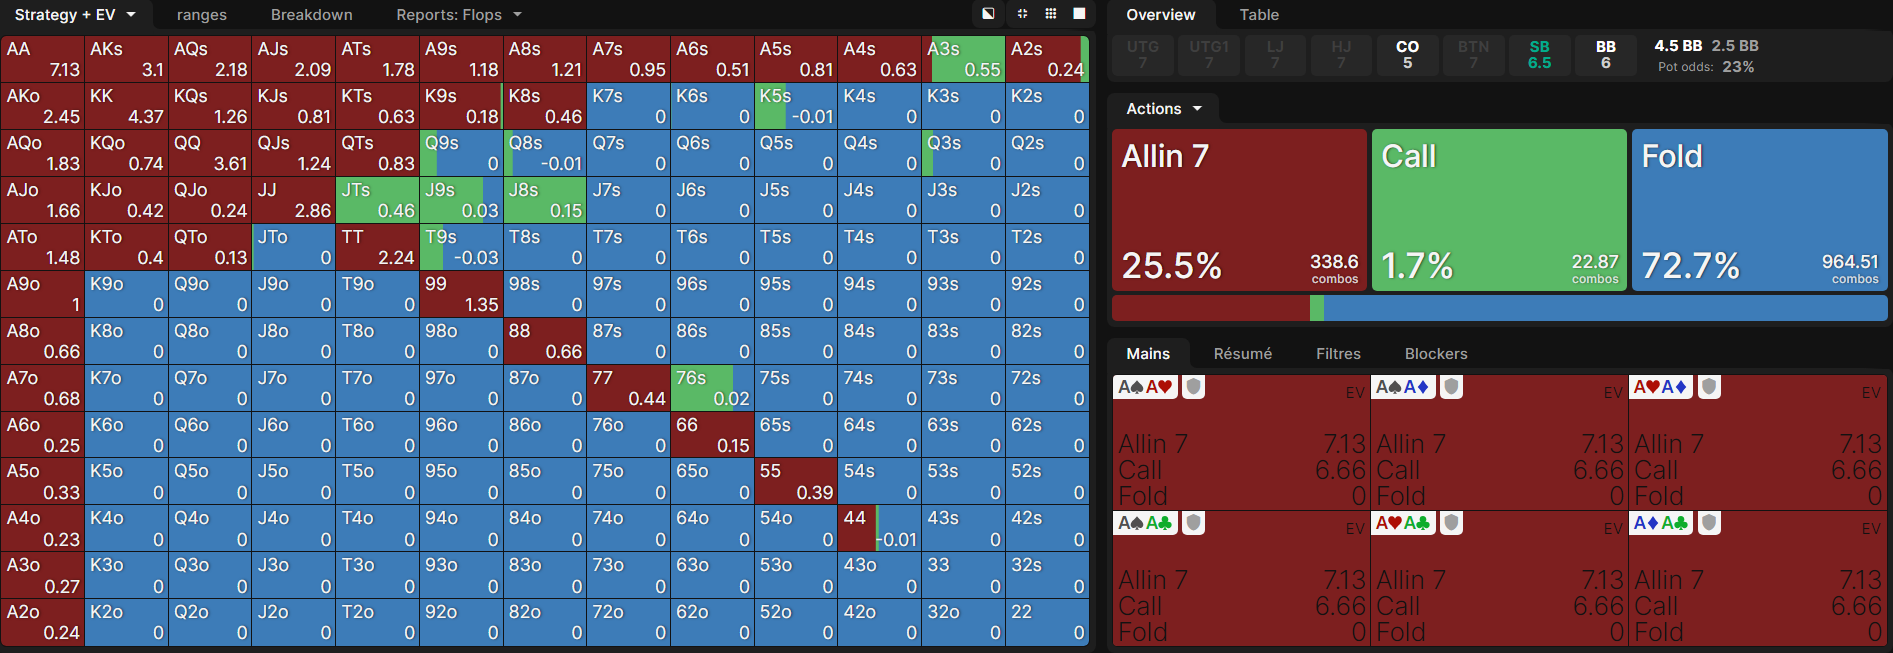 Strategy + EV ranges Breakdown Reports: Flops
AA AKs AQs AJs ATs A9s A8s A7s A6s A5s A4s A3s A2s
7.13 3.1 2.18 2.09 1.78 1.18 1.21 0.95 0.51 0.81 0.63 0.55 0.24
AKo KK KQs KJs KTs K9s K8s K7s K6s K5s K4s K3s K2s
2.45 4.37 1.26 0.81 0.63 0.18 0.46 0 0 -0.01 0 0 0
AQo KQo QQ QJs QTs Q9s Q8s Q7s Q6s Q5s Q4s Q3s Q2s
1.83 0.74 3.61 1.24 0.83 0 -0.01 0 0 0 0 0 0
AJo KJo QJo JJ JTs J9s J8s J7s J6s J5s J4s J3s J2s
1.66 0.42 0.24 2.86 0.46 0.03 0.15 0 0 0 0 0 0
ATo KTo QTo JTo TT T9s T8s T7s T6s T5s T4s T3s T2s
1.48 0.4 0.13 0 2.24 -0.03 0 0 0 0 0 0 0
A9o K9o Q9o J9o T9o 99 98s 97s 96s 95s 94s 93s 92s
1 0 0 0 0 1.35 0 0 0 0 0 0 0
A8o K8o Q8o J8o T8o 98o 88 87s 86s 85s 84s 83s 82s
0.66 0 0 0 0 0 0.66 0 0 0 0 0 0
A7o K7o Q7o J7o T7o 97o 87o 77 76s 75s 74s 73s 72s
0.68 0 0 0 0 0 0 0.44 0.02 0 0 0 0
A6o K6o Q6o J6o T6o 96o 86o 76o 66 65s 64s 63s 62s
0.25 0 0 0 0 0 0 0 0.15 0 0 0 0
A5o K5o Q5o J5o T5o 95o 85o 75o 65o 55 54s 53s 52s
0.33 0 0 0 0 0 0 0 0 0.39 0 0 0
A4o K4o Q4o J4o T4o 94o 84o 74o 64o 54o 44 43s 42s
0.23 0 0 0 0 0 0 0 0 0 -0.01 0 0
A3o K3o Q3o J3o T3o 93o 83o 73o 63o 53o 43o 33 32s
0.27 0 0 0 0 0 0 0 0 0 0 0 0
A2o K2o Q2o J2o T2o 92o 82o 72o 62o 52o 42o 32o 22
0.24 0 0 0 0 0 0 0 0 0 0 0 0
Overview Table
UTG UTG1 LJ HJ CO BTN SB BB 4.5 BB 2.5 BB
7 7 7 7 5 7 6.5 6 Pot odds: 23%
Actions
Allin 7 Call Fold
25.5% 338.6 combos 1.7% 22.87 combos 72.7% 964.51 combos
Mains Résumé Filtres Blockers
A♠A♥ EV A♠A♦ EV A♥A♦ EV
Allin 7 7.13 Allin 7 7.13 Allin 7 7.13
Call 6.66 Call 6.66 Call 6.66
Fold 0 Fold 0 Fold 0
A♠A♣ EV A♥A♣ EV A♦A♣ EV
Allin 7 7.13 Allin 7 7.13 Allin 7 7.13
Call 6.66 Call 6.66 Call 6.66
Fold 0 Fold 0 Fold 0